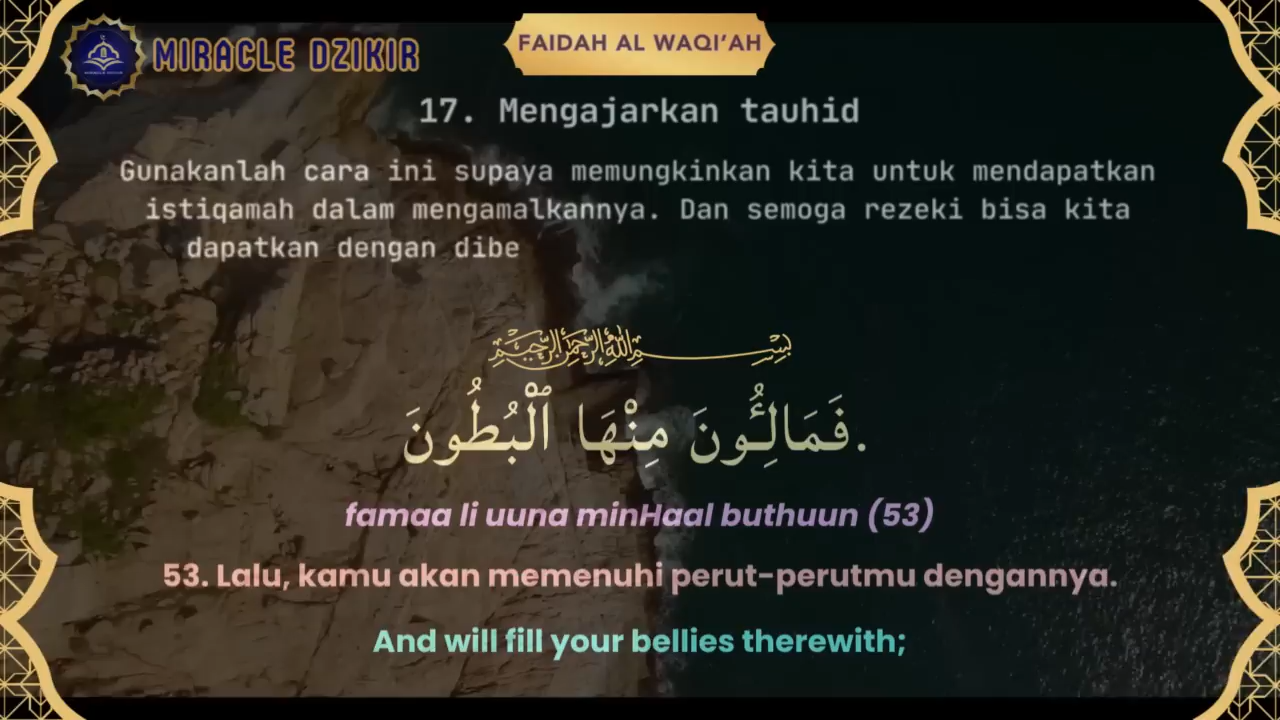 MIRACLE DZIKIR
FAIDAH AL WAQI'AH
17. Mengajarkan tauhid
Gunakanlah cara ini supaya memungkinkan kita untuk mendapatkan
istiqamah dalam mengamalkannya. Dan semoga rezeki bisa kita
dapatkan dengan dibe
بِسْمِ اللَّهِ الرَّحْمَٰنِ الرَّحِيمِ
فَمَالِـُٔونَ مِنْهَا ٱلْبُطُونَ.
famaa li uuna minHaal buthuun (53)
53. Lalu, kamu akan memenuhi perut-perutmu dengannya.
And will fill your bellies therewith;